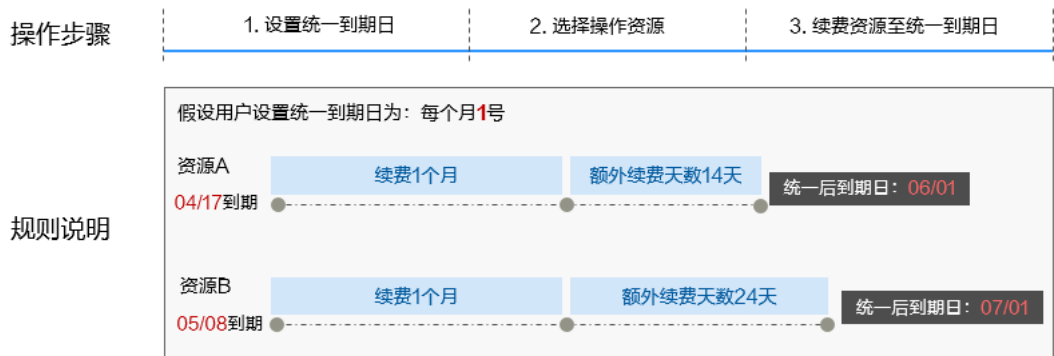 操作步骤
1. 设置统一到期日
2. 选择操作资源
3. 续费资源至统一到期日
规则说明
假设用户设置统一到期日为：每个月1号
资源A
04/17到期
续费1个月
额外续费天数14天
统一后到期日：06/01
资源B
05/08到期
续费1个月
额外续费天数24天
统一后到期日：07/01